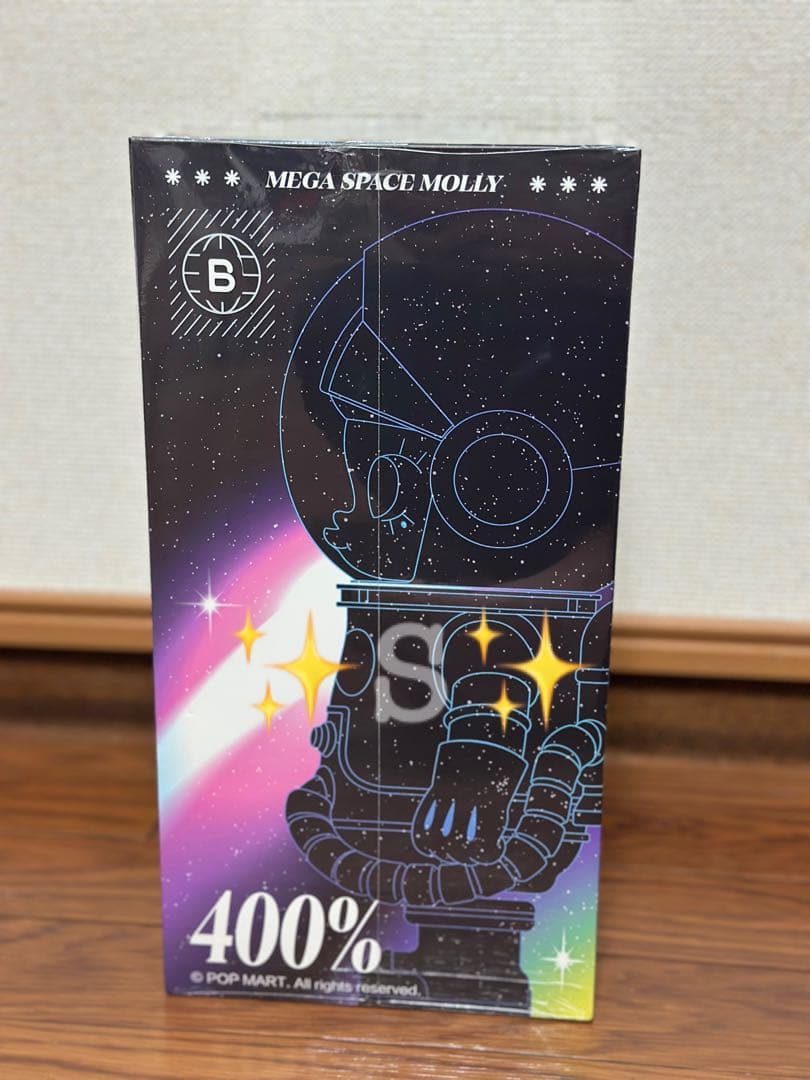 *** MEGA SPACE MOLLY ***
B
S
400%
© POP MART. All rights reserved.